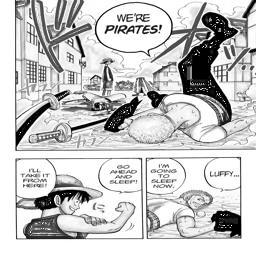 WE'RE
PIRATES!
I'LL
TAKE IT
FROM
HERE!
GO
AHEAD
AND
SLEEP!
I'M
GOING
TO
SLEEP
NOW.
LUFFY...